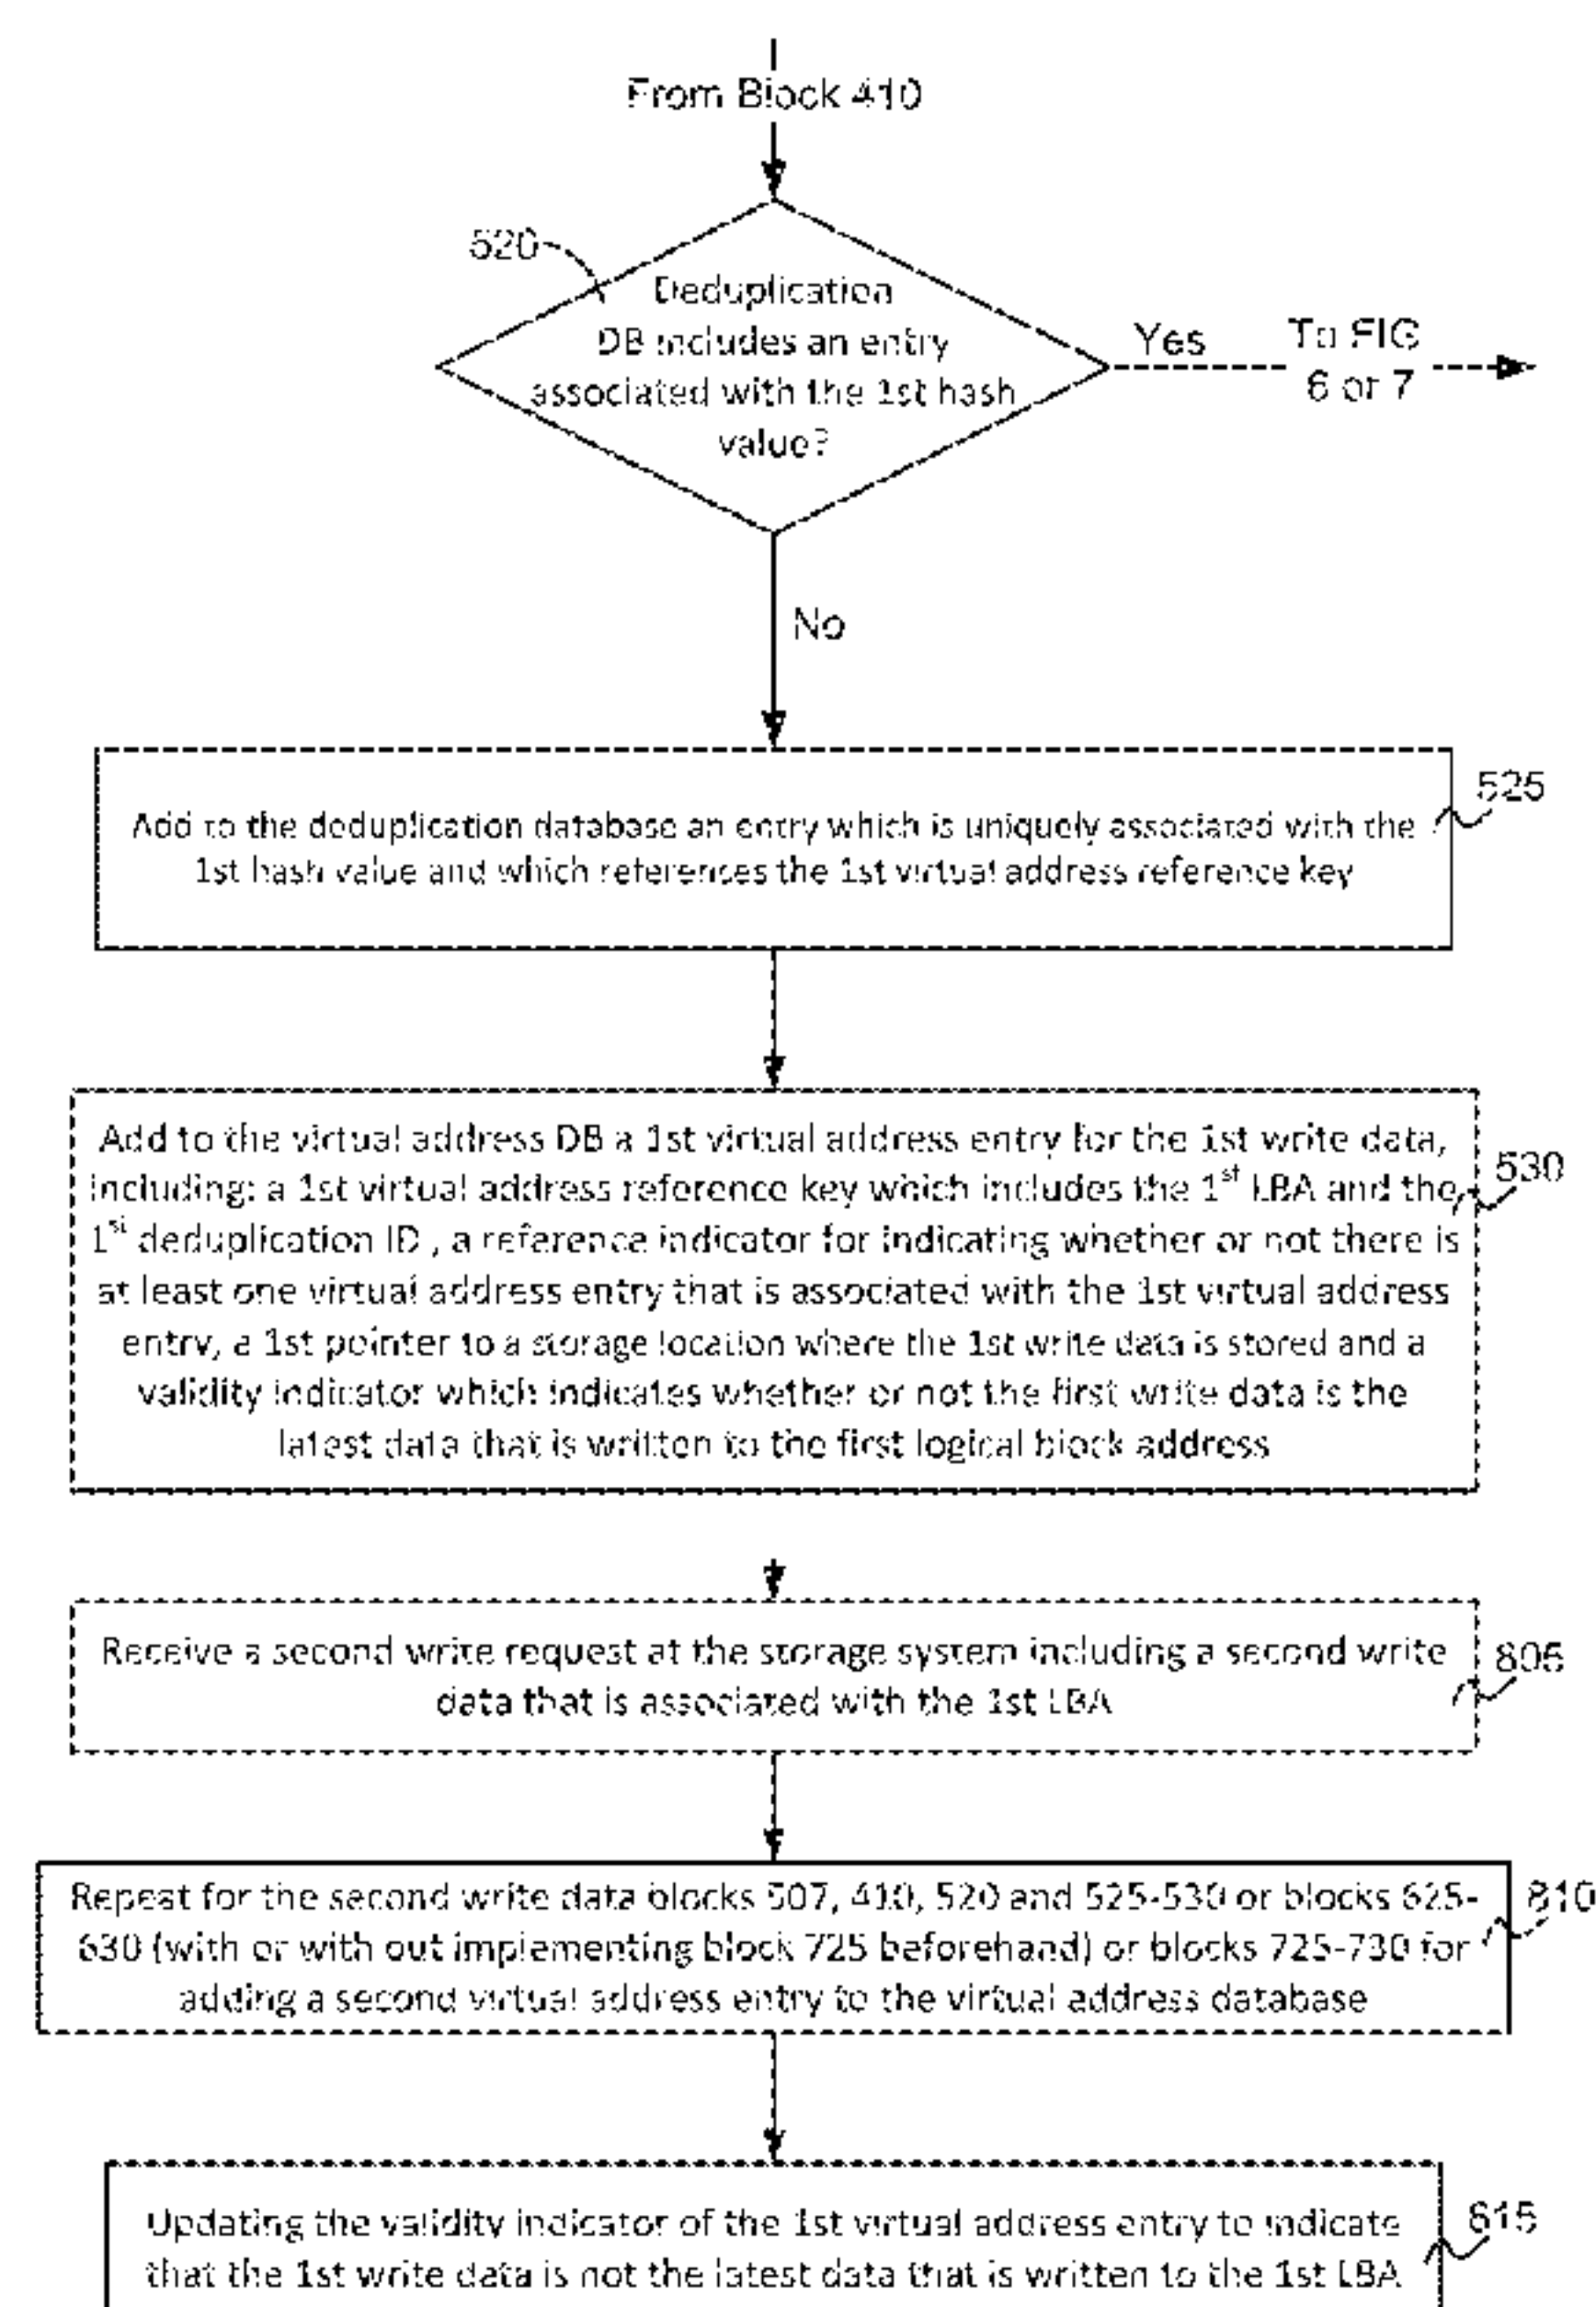 From Block 410
520
Deduplication
DB includes an entry
associated with the 1st hash
value?
Yes
To FIG
6 or 7
No
525
Add to the deduplication database an entry which is uniquely associated with the
1st hash value and which references the 1st virtual address reference key
Add to the virtual address DB a 1st virtual address entry for the 1st write data,
including: a 1st virtual address reference key which includes the 1st LBA and the
530
1st deduplication ID , a reference indicator for indicating whether or not there is
at least one virtual address entry that is associated with the 1st virtual address
entry, a 1st pointer to a storage location where the 1st write data is stored and a
validity indicator which indicates whether or not the first write data is the
latest data that is written to the first logical block address
Receive a second write request at the storage system including a second write
805
data that is associated with the 1st LBA
Repeat for the second write data blocks 507, 410, 520 and 525-530 or blocks 625-
810
630 (with or with out implementing block 725 beforehand) or blocks 725-730 for
adding a second virtual address entry to the virtual address database
Updating the validity indicator of the 1st virtual address entry to indicate
815
that the 1st write data is not the latest data that is written to the 1st LBA